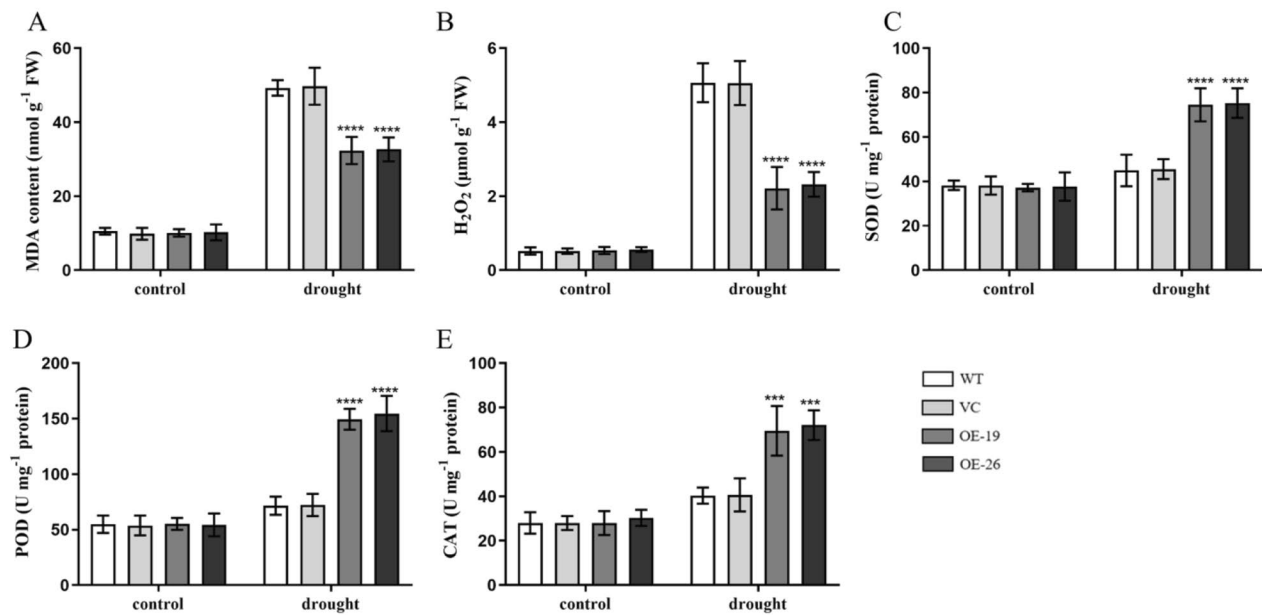 A
MDA content (nmol g⁻¹ FW)
60
40
20
0
**** ****
control drought
B
H₂O₂ (μmol g⁻¹ FW)
6
4
2
0
**** ****
control drought
C
SOD (U mg⁻¹ protein)
100
80
60
40
20
0
**** ****
control drought
D
POD (U mg⁻¹ protein)
200
150
100
50
0
**** ****
control drought
E
CAT (U mg⁻¹ protein)
100
80
60
40
20
0
*** ***
control drought
WT
VC
OE-19
OE-26